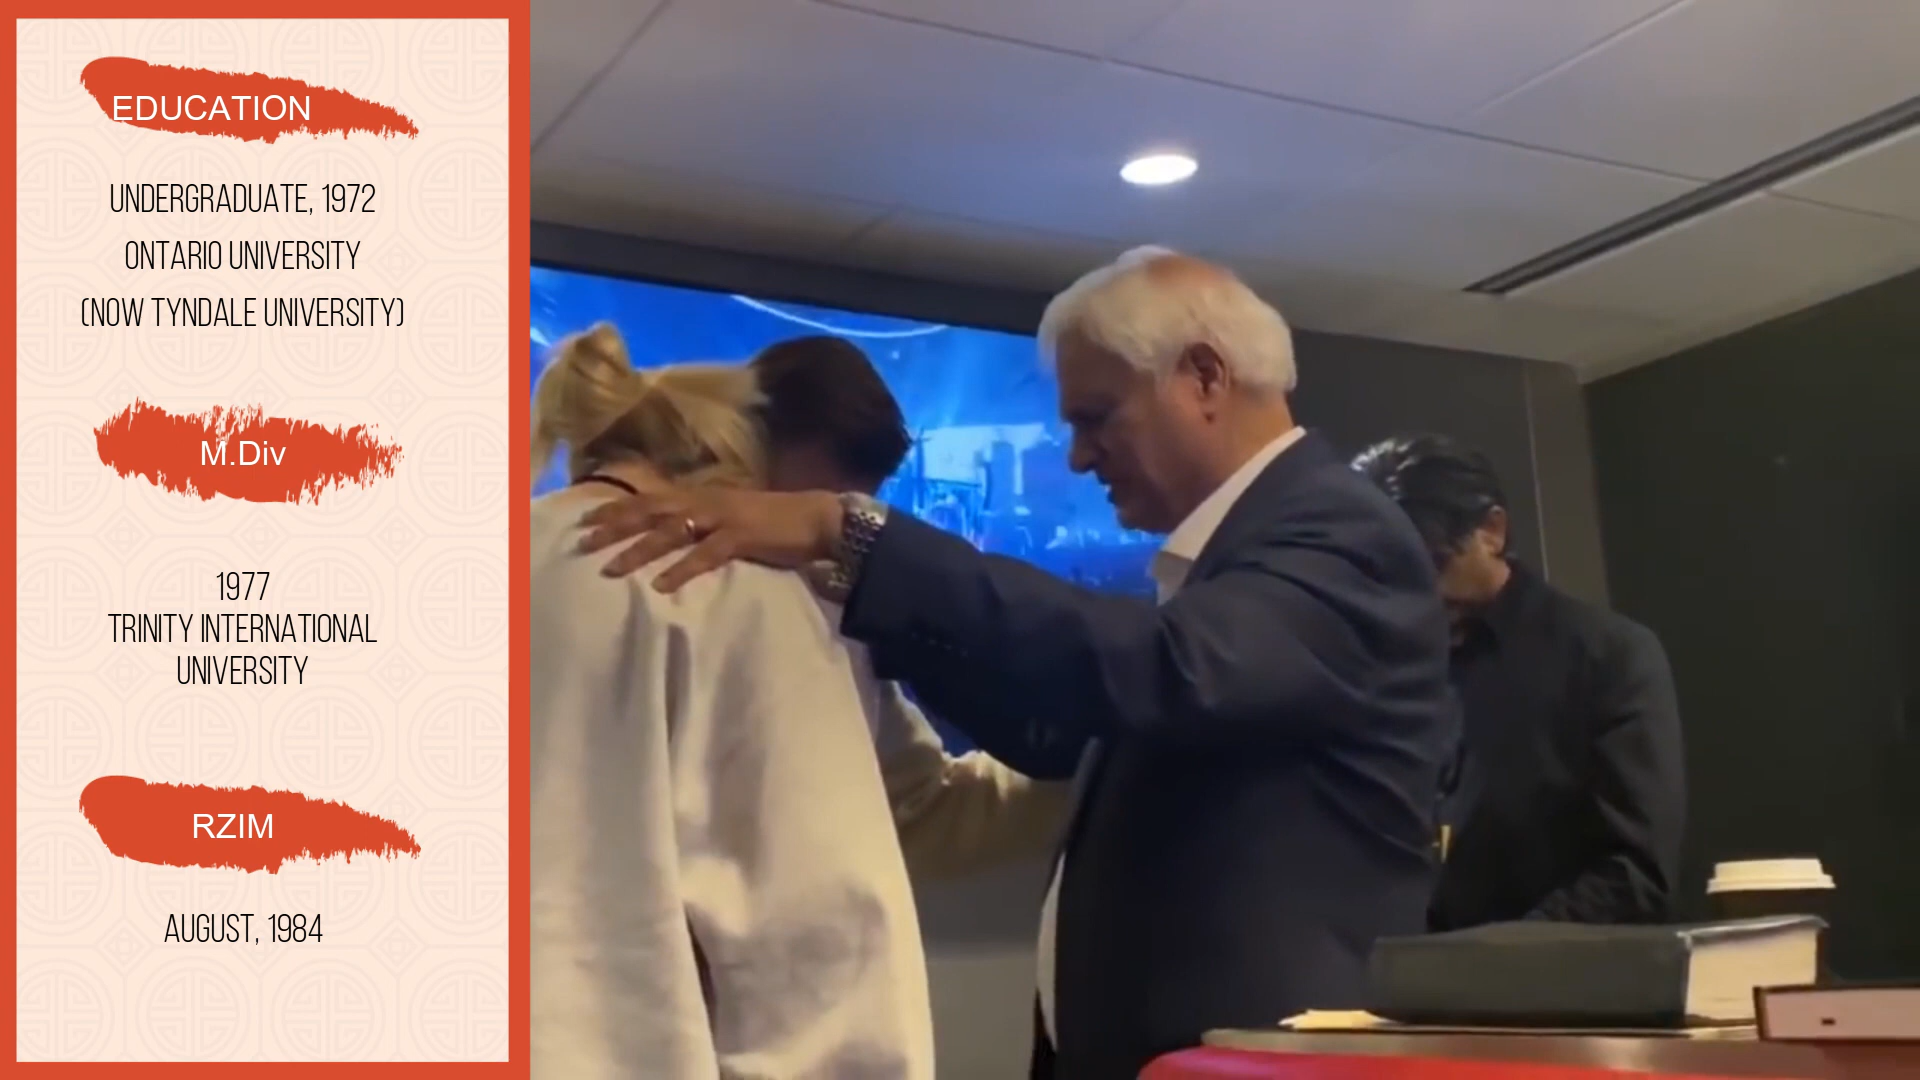 EDUCATION
UNDERGRADUATE, 1972
ONTARIO UNIVERSITY
(NOW TYNDALE UNIVERSITY)
M.Div
1977
TRINITY INTERNATIONAL
UNIVERSITY
RZIM
AUGUST, 1984